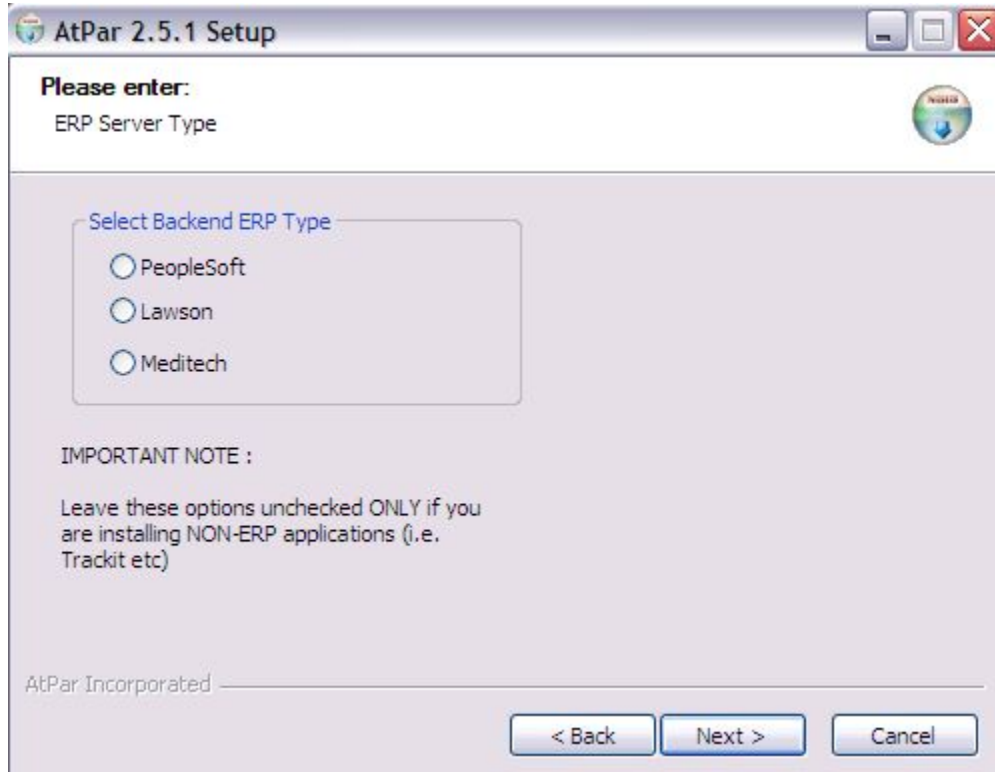 AtPar 2.5.1 Setup
Please enter:
ERP Server Type
Select Backend ERP Type
PeopleSoft
Lawson
Meditech
IMPORTANT NOTE :
Leave these options unchecked ONLY if you
are installing NON-ERP applications (i.e.
Trackit etc)
AtPar Incorporated
< Back
Next >
Cancel